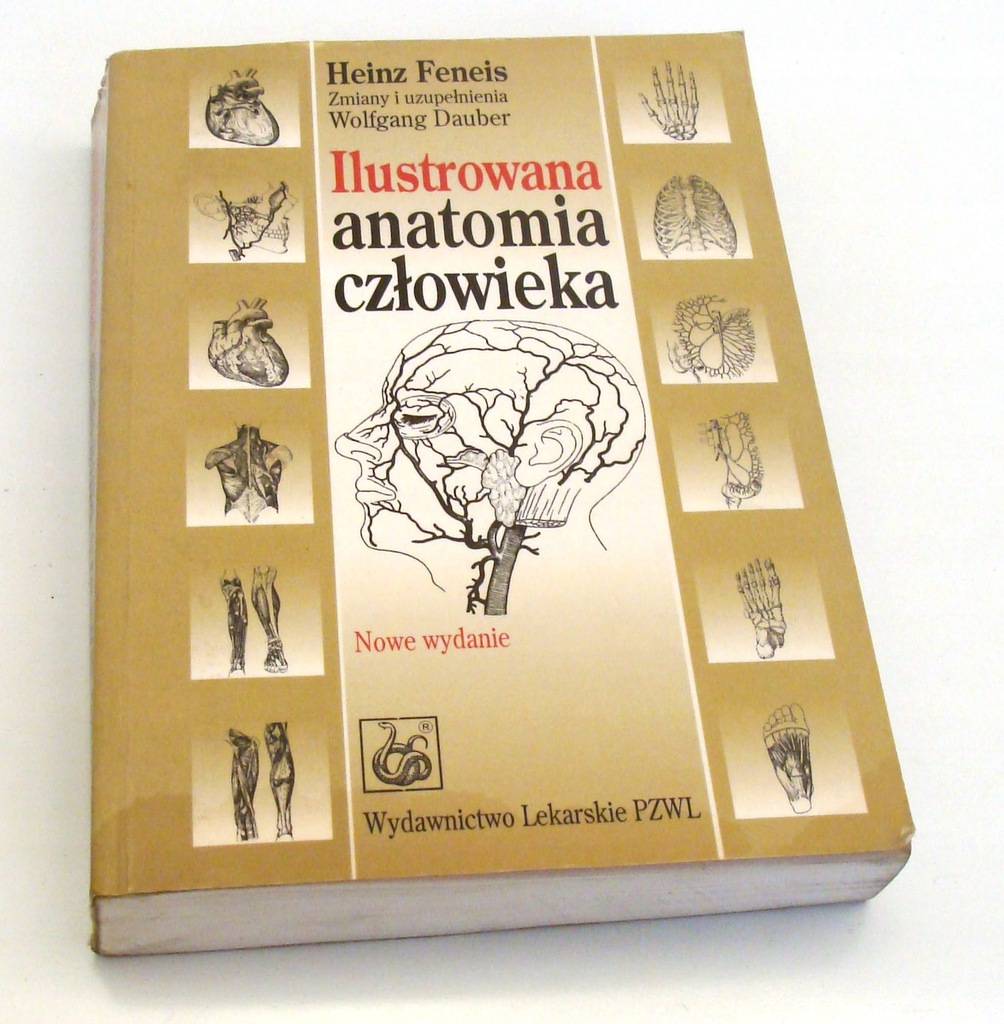 Heinz Feneis
Zmiany i uzupełnienia
Wolfgang Dauber
Ilustrowana
anatomia
człowieka
Nowe wydanie
®
Wydawnictwo Lekarskie PZWL